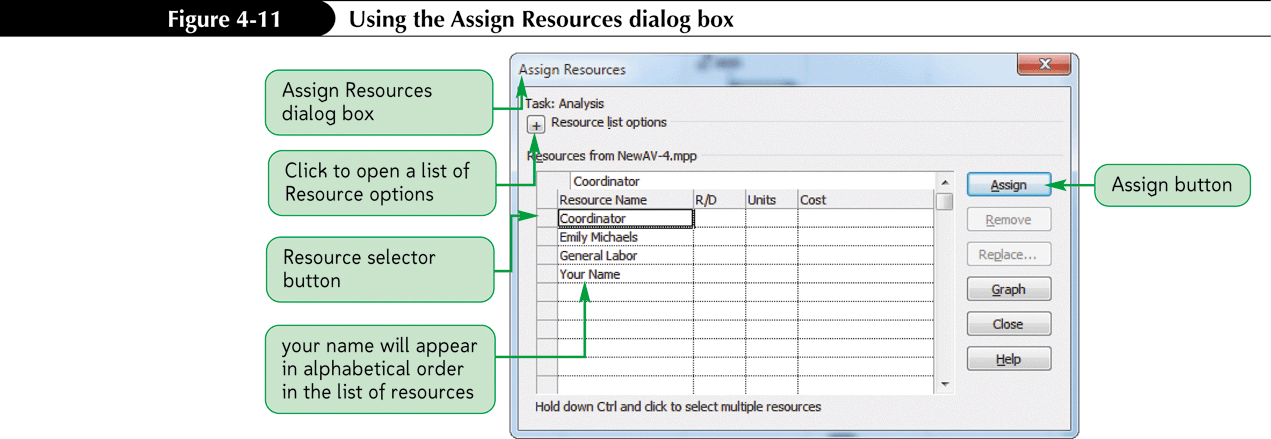 Figure 4-11 Using the Assign Resources dialog box
Assign Resources
dialog box
Click to open a list of
Resource options
Resource selector
button
your name will appear
in alphabetical order
in the list of resources
Assign Resources
X
Task: Analysis
+ Resource list options
Resources from NewAV-4.mpp
Coordinator
Resource Name R/D Units Cost
Coordinator
Emily Michaels
General Labor
Your Name
Hold down Ctrl and click to select multiple resources
Assign
Remove
Replace...
Graph
Close
Help
Assign button